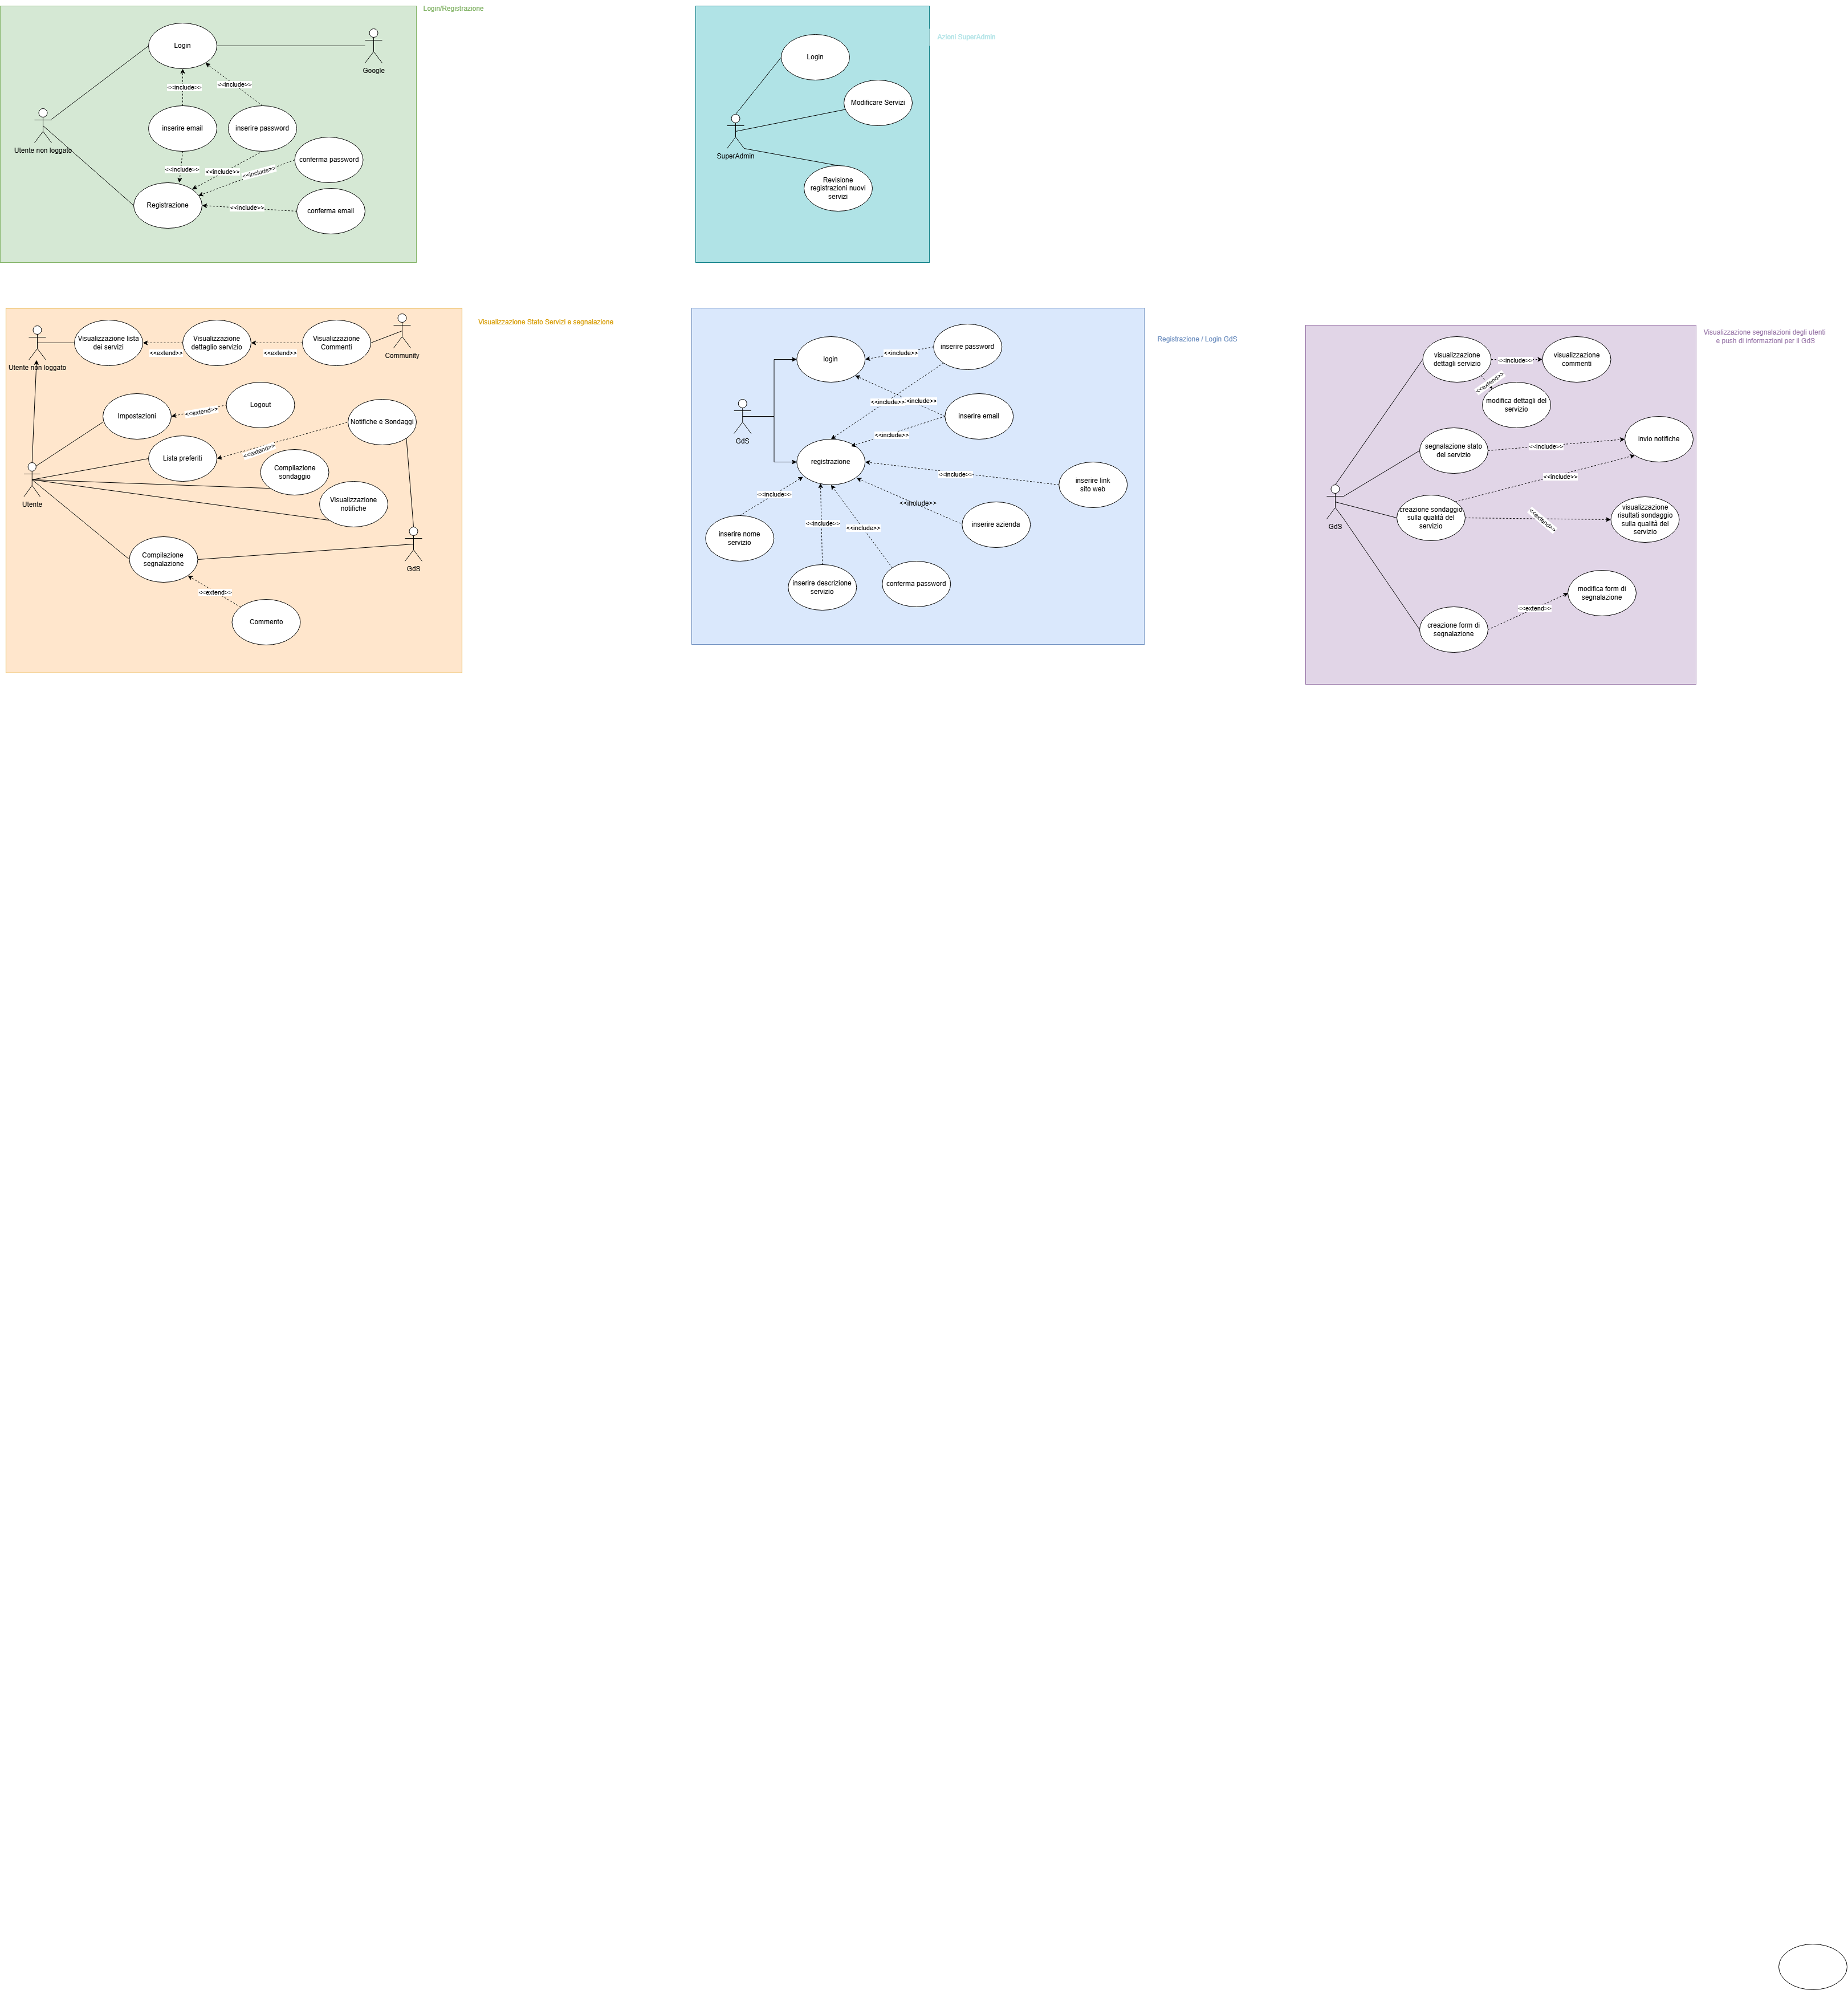 Login/Registrazione
Login
Google
<<include>>
<<include>>
Utente non loggato
inserire email
inserire password
conferma password
<<include>>
<<include>>
<<include>>
Registrazione
<<include>>
conferma email
Azioni SuperAdmin
Login
Modificare Servizi
SuperAdmin
Revisione
registrazioni nuovi
servizi
Visualizzazione Stato Servizi e segnalazione
Utente non loggato
Visualizzazione lista
dei servizi
<<extend>>
Visualizzazione
dettaglio servizio
<<extend>>
Visualizzazione
Commenti
Community
Impostazioni
<<extend>>
Logout
Notifiche e Sondaggi
Lista preferiti
<<extend>>
Compilazione
sondaggio
Visualizzazione
notifiche
Utente
Compilazione
segnalazione
GdS
<<extend>>
Commento
Registrazione / Login GdS
login
<<include>>
inserire password
<<include>>
<<include>>
inserire email
GdS
<<include>>
registrazione
<<include>>
inserire link
sito web
<<include>>
<<include>>
inserire azienda
<<include>>
<<include>>
inserire nome
servizio
inserire descrizione
servizio
conferma password
Visualizzazione segnalazioni degli utenti
e push di informazioni per il GdS
visualizzazione
dettagli servizio
<<include>>
visualizzazione
commenti
<<extend>>
modifica dettagli del
servizio
segnalazione stato
del servizio
<<include>>
invio notifiche
<<include>>
GdS
creazione sondaggio
sulla qualità del
servizio
<<extend>>
visualizzazione
risultati sondaggio
sulla qualità del
servizio
creazione form di
segnalazione
<<extend>>
modifica form di
segnalazione